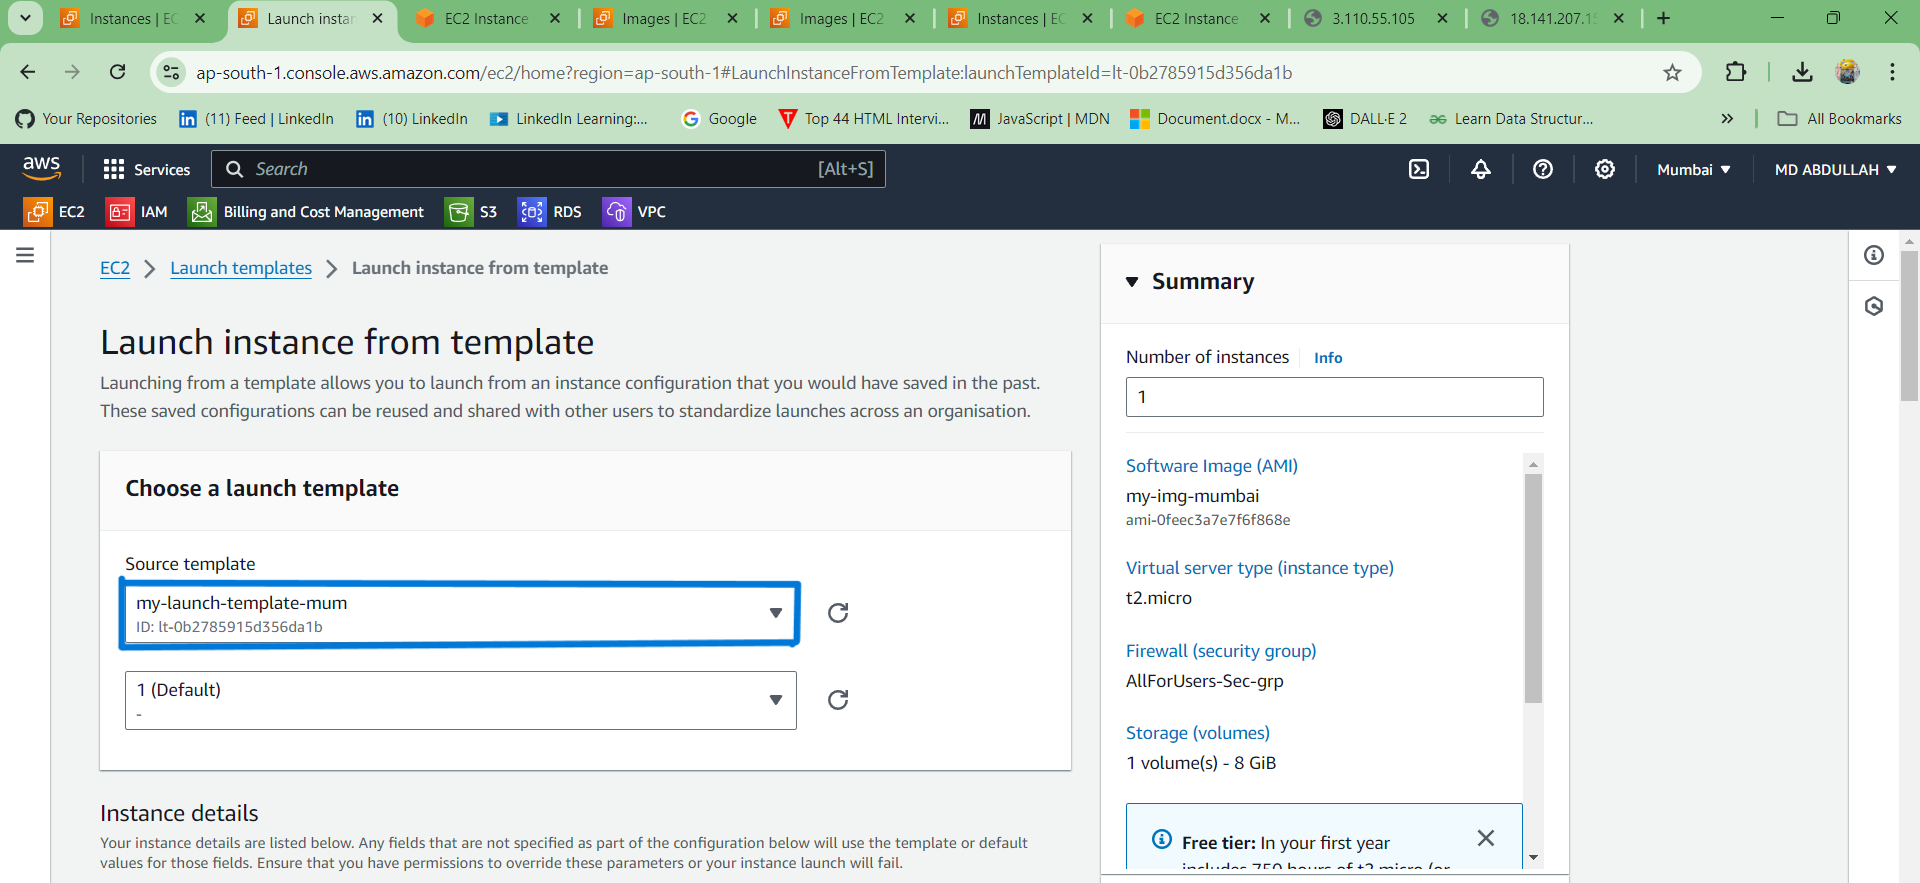 Instances | EC
Launch instan
EC2 Instance
Images | EC2
Images | EC2
Instances | EC
EC2 Instance
3.110.55.105
18.141.207.15
ap-south-1.console.aws.amazon.com/ec2/home?region=ap-south-1#LaunchInstanceFromTemplate:launchTemplateId=lt-0b2785915d356da1b
Your Repositories
(11) Feed | LinkedIn
(10) LinkedIn
LinkedIn Learning:...
Google
Top 44 HTML Intervi...
JavaScript | MDN
Document.docx - M...
DALL·E 2
Learn Data Structur...
All Bookmarks
aws
Services
Search
[Alt+S]
Mumbai
MD ABDULLAH
EC2
IAM
Billing and Cost Management
S3
RDS
VPC
EC2
Launch templates
Launch instance from template
Launch instance from template
Launching from a template allows you to launch from an instance configuration that you would have saved in the past.
These saved configurations can be reused and shared with other users to standardize launches across an organisation.
Choose a launch template
Source template
my-launch-template-mum
ID: lt-0b2785915d356da1b
1 (Default)
-
Instance details
Your instance details are listed below. Any fields that are not specified as part of the configuration below will use the template or default
values for those fields. Ensure that you have permissions to override these parameters or your instance launch will fail.
Summary
Number of instances
Info
1
Software Image (AMI)
my-img-mumbai
ami-0feec3a7e7f6f868e
Virtual server type (instance type)
t2.micro
Firewall (security group)
AllForUsers-Sec-grp
Storage (volumes)
1 volume(s) - 8 GiB
Free tier: In your first year
includes 750 hours of t2.micro (or